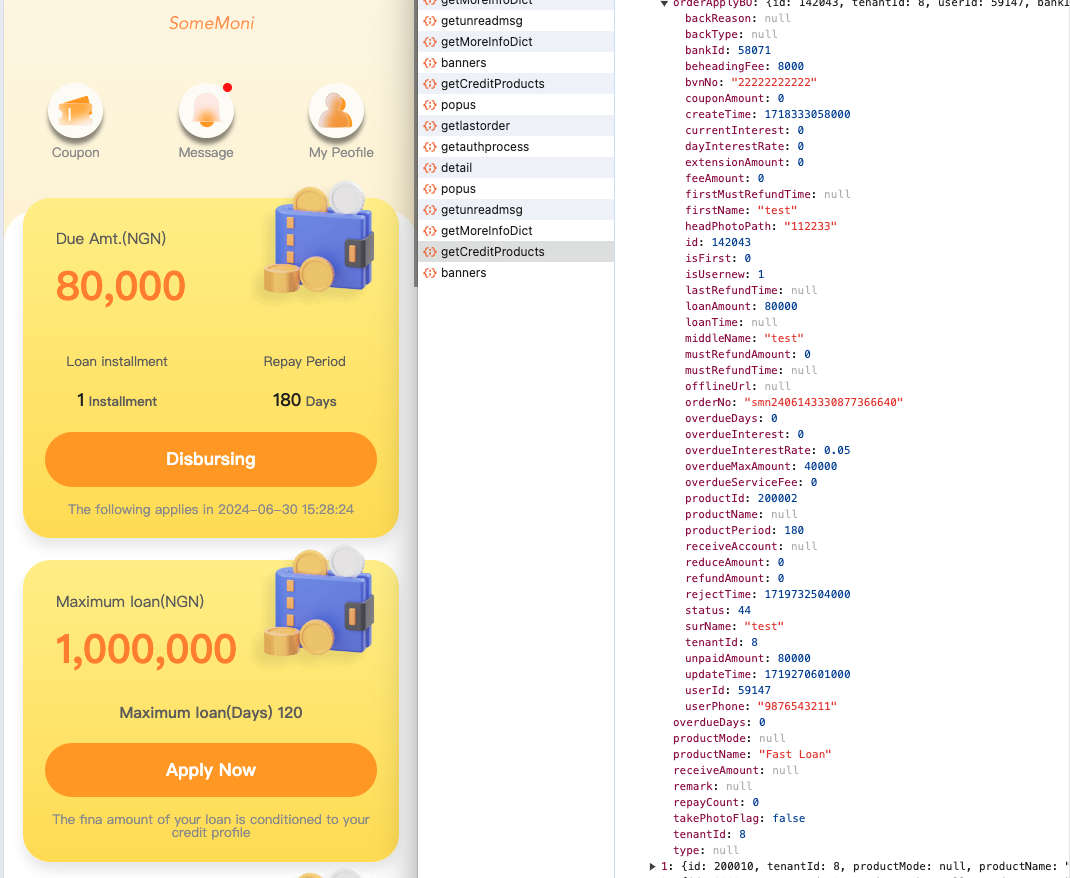 SomeMoni
Coupon
Message
My Peofile
Due Amt.(NGN)
80,000
Loan installment
Repay Period
1 Installment
180 Days
Disbursing
The following applies in 2024-06-30 15:28:24
Maximum loan(NGN)
1,000,000
Maximum loan(Days) 120
Apply Now
The fina amount of your loan is conditioned to your
credit profile
getMoreInfoDict
getunreadmsg
getMoreInfoDict
banners
getCreditProducts
popus
getlastorder
getauthprocess
detail
popus
getunreadmsg
getMoreInfoDict
getCreditProducts
banners
orderApplyBO: {id: 142043, tenantId: 8, userId: 59147, bankI
backReason: null
backType: null
bankId: 58071
beheadingFee: 8000
bvnNo: "22222222222"
couponAmount: 0
createTime: 1718333058000
currentInterest: 0
dayInterestRate: 0
extensionAmount: 0
feeAmount: 0
firstMustRefundTime: null
firstName: "test"
headPhotoPath: "112233"
id: 142043
isFirst: 0
isUsernew: 1
lastRefundTime: null
loanAmount: 80000
loanTime: null
middleName: "test"
mustRefundAmount: 0
mustRefundTime: null
offlineUrl: null
orderNo: "smn2406143330877366640"
overdueDays: 0
overdueInterest: 0
overdueInterestRate: 0.05
overdueMaxAmount: 40000
overdueServiceFee: 0
productId: 200002
productName: null
productPeriod: 180
receiveAccount: null
reduceAmount: 0
refundAmount: 0
rejectTime: 1719732504000
status: 44
surName: "test"
tenantId: 8
unpaidAmount: 80000
updateTime: 1719270601000
userId: 59147
userPhone: "9876543211"
overdueDays: 0
productMode: null
productName: "Fast Loan"
receiveAmount: null
remark: null
repayCount: 0
takePhotoFlag: false
tenantId: 8
type: null
1: {id: 200010, tenantId: 8, productMode: null, productName: "